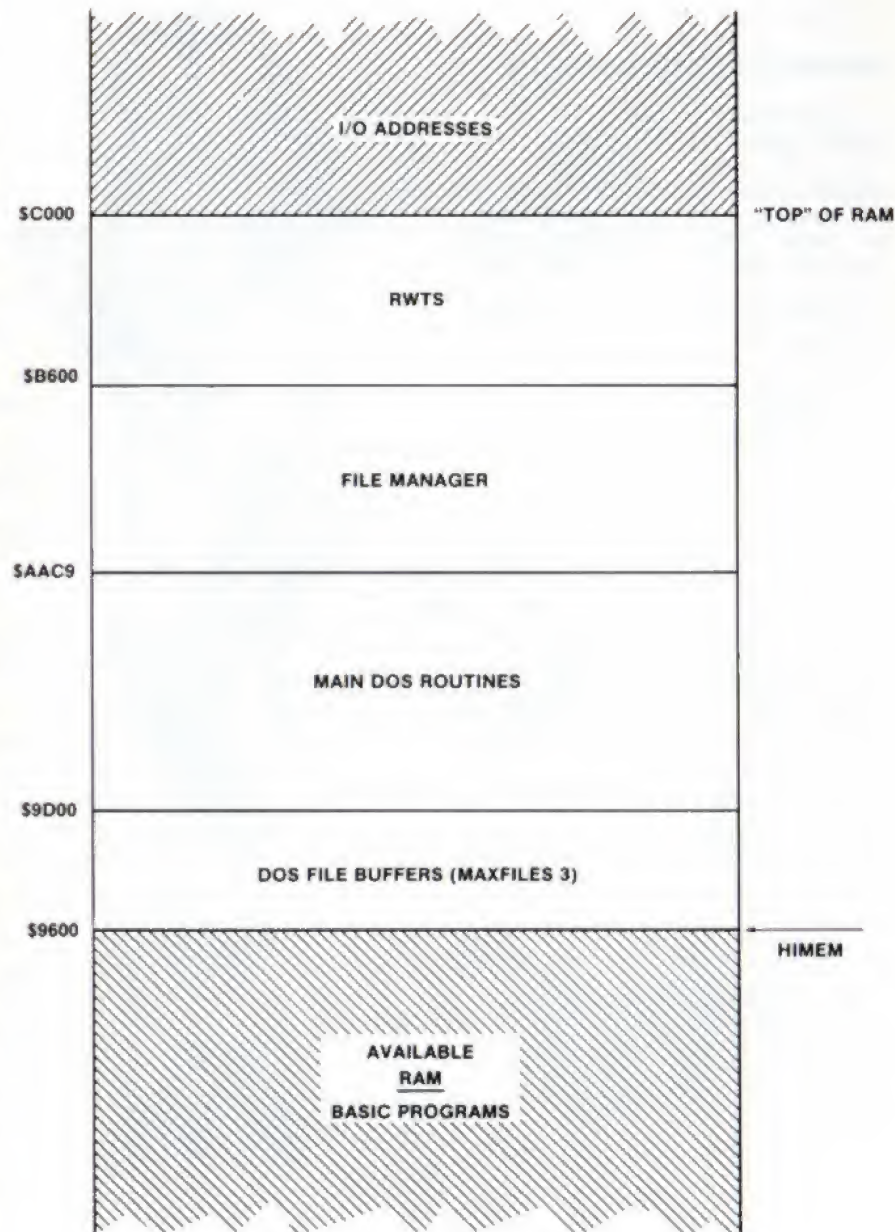 I/O ADDRESSES
$C000
"TOP" OF RAM
RWTS
$B600
FILE MANAGER
$AAC9
MAIN DOS ROUTINES
$9D00
DOS FILE BUFFERS (MAXFILES 3)
$9600
HIMEM
AVAILABLE
RAM
BASIC PROGRAMS